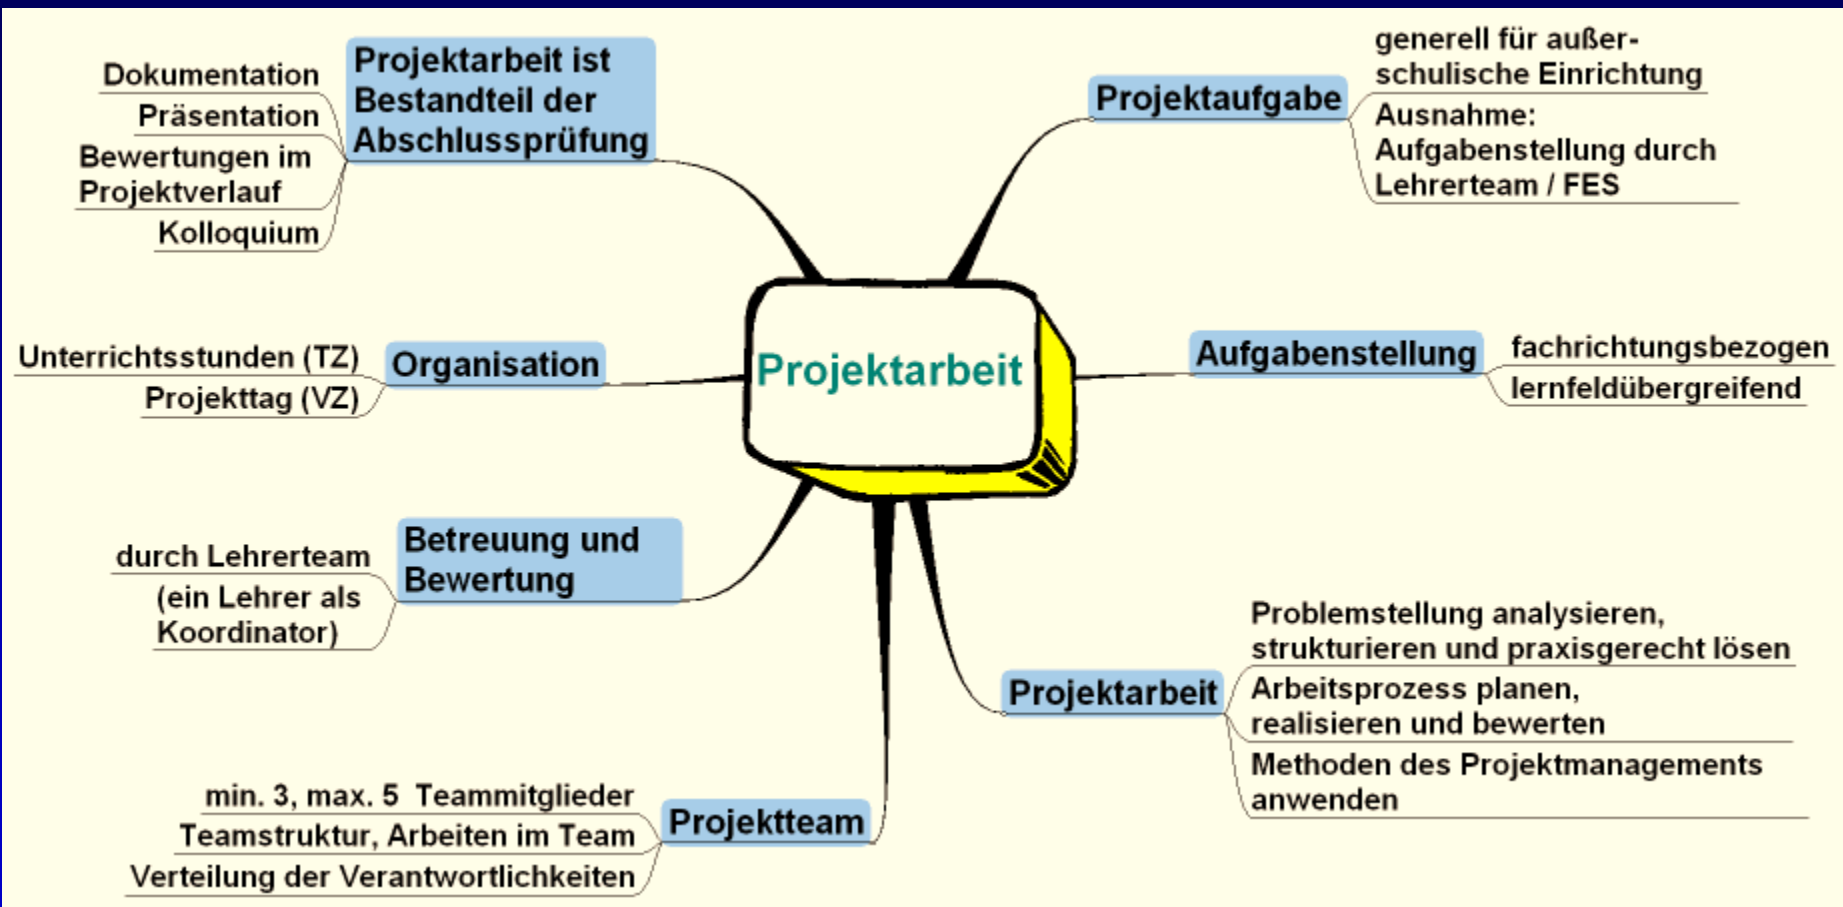 Projektarbeit ist
Bestandteil der
Abschlussprüfung
Dokumentation
Präsentation
Bewertungen im
Projektverlauf
Kolloquium
Projektaufgabe
generell für außer-
schulische Einrichtung
Ausnahme:
Aufgabenstellung durch
Lehrerteam / FES
Organisation
Unterrichtsstunden (TZ)
Projekttag (VZ)
Projektarbeit
Aufgabenstellung
fachrichtungsbezogen
lernfeldübergreifend
Betreuung und
Bewertung
durch Lehrerteam
(ein Lehrer als
Koordinator)
Projektarbeit
Problemstellung analysieren,
strukturieren und praxisgerecht lösen
Arbeitsprozess planen,
realisieren und bewerten
Methoden des Projektmanagements
anwenden
Projektteam
min. 3, max. 5  Teammitglieder
Teamstruktur, Arbeiten im Team
Verteilung der Verantwortlichkeiten